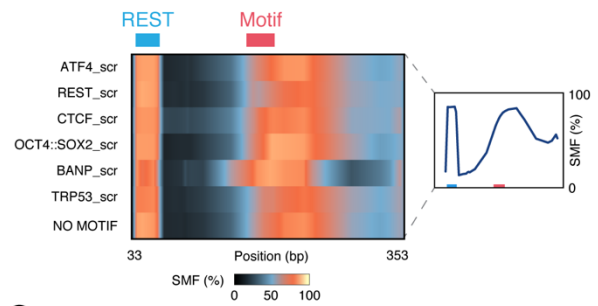 REST Motif
ATF4_scr
REST_scr
CTCF_scr
OCT4::SOX2_scr
BANP_scr
TRP53_scr
NO MOTIF
33 Position (bp) 353
SMF (%)
0 50 100
100
SMF (%)
0